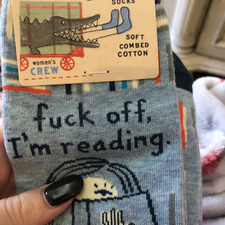 SOCKS
SOFT
COMBED
COTTON
women's
CREW
fuck off,
I'm reading.